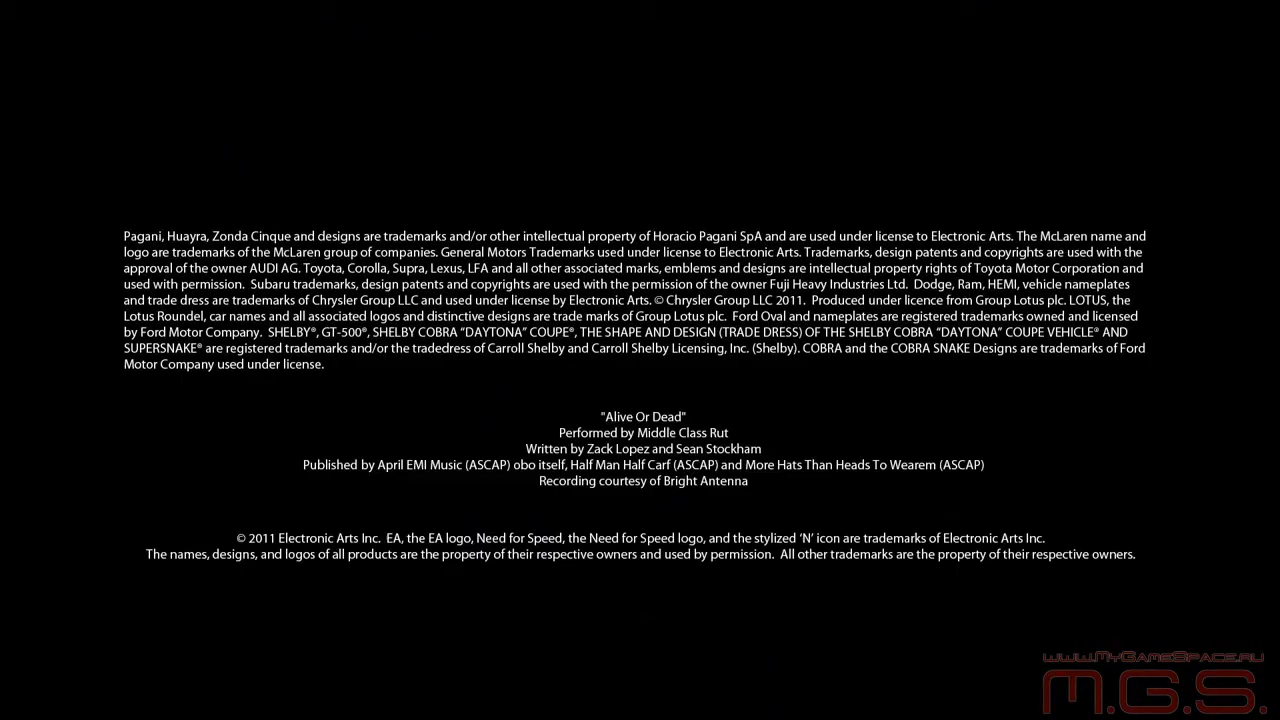 Pagani, Huayra, Zonda Cinque and designs are trademarks and/or other intellectual property of Horacio Pagani SpA and are used under license to Electronic Arts. The McLaren name and
logo are trademarks of the McLaren group of companies. General Motors Trademarks used under license to Electronic Arts. Trademarks, design patents and copyrights are used with the
approval of the owner AUDI AG. Toyota, Corolla, Supra, Lexus, LFA and all other associated marks, emblems and designs are intellectual property rights of Toyota Motor Corporation and
used with permission.  Subaru trademarks, design patents and copyrights are used with the permission of the owner Fuji Heavy Industries Ltd.  Dodge, Ram, HEMI, vehicle nameplates
and trade dress are trademarks of Chrysler Group LLC and used under license by Electronic Arts. © Chrysler Group LLC 2011.  Produced under licence from Group Lotus plc. LOTUS, the
Lotus Roundel, car names and all associated logos and distinctive designs are trade marks of Group Lotus plc.  Ford Oval and nameplates are registered trademarks owned and licensed
by Ford Motor Company.  SHELBY®, GT-500®, SHELBY COBRA “DAYTONA” COUPE®, THE SHAPE AND DESIGN (TRADE DRESS) OF THE SHELBY COBRA “DAYTONA” COUPE VEHICLE® AND
SUPERSNAKE® are registered trademarks and/or the tradedress of Carroll Shelby and Carroll Shelby Licensing, Inc. (Shelby). COBRA and the COBRA SNAKE Designs are trademarks of Ford
Motor Company used under license.
"Alive Or Dead"
Performed by Middle Class Rut
Written by Zack Lopez and Sean Stockham
Published by April EMI Music (ASCAP) obo itself, Half Man Half Carf (ASCAP) and More Hats Than Heads To Wearem (ASCAP)
Recording courtesy of Bright Antenna
© 2011 Electronic Arts Inc.  EA, the EA logo, Need for Speed, the Need for Speed logo, and the stylized ‘N’ icon are trademarks of Electronic Arts Inc.
The names, designs, and logos of all products are the property of their respective owners and used by permission.  All other trademarks are the property of their respective owners.
www.MyGameSpace.ru
M.G.S.